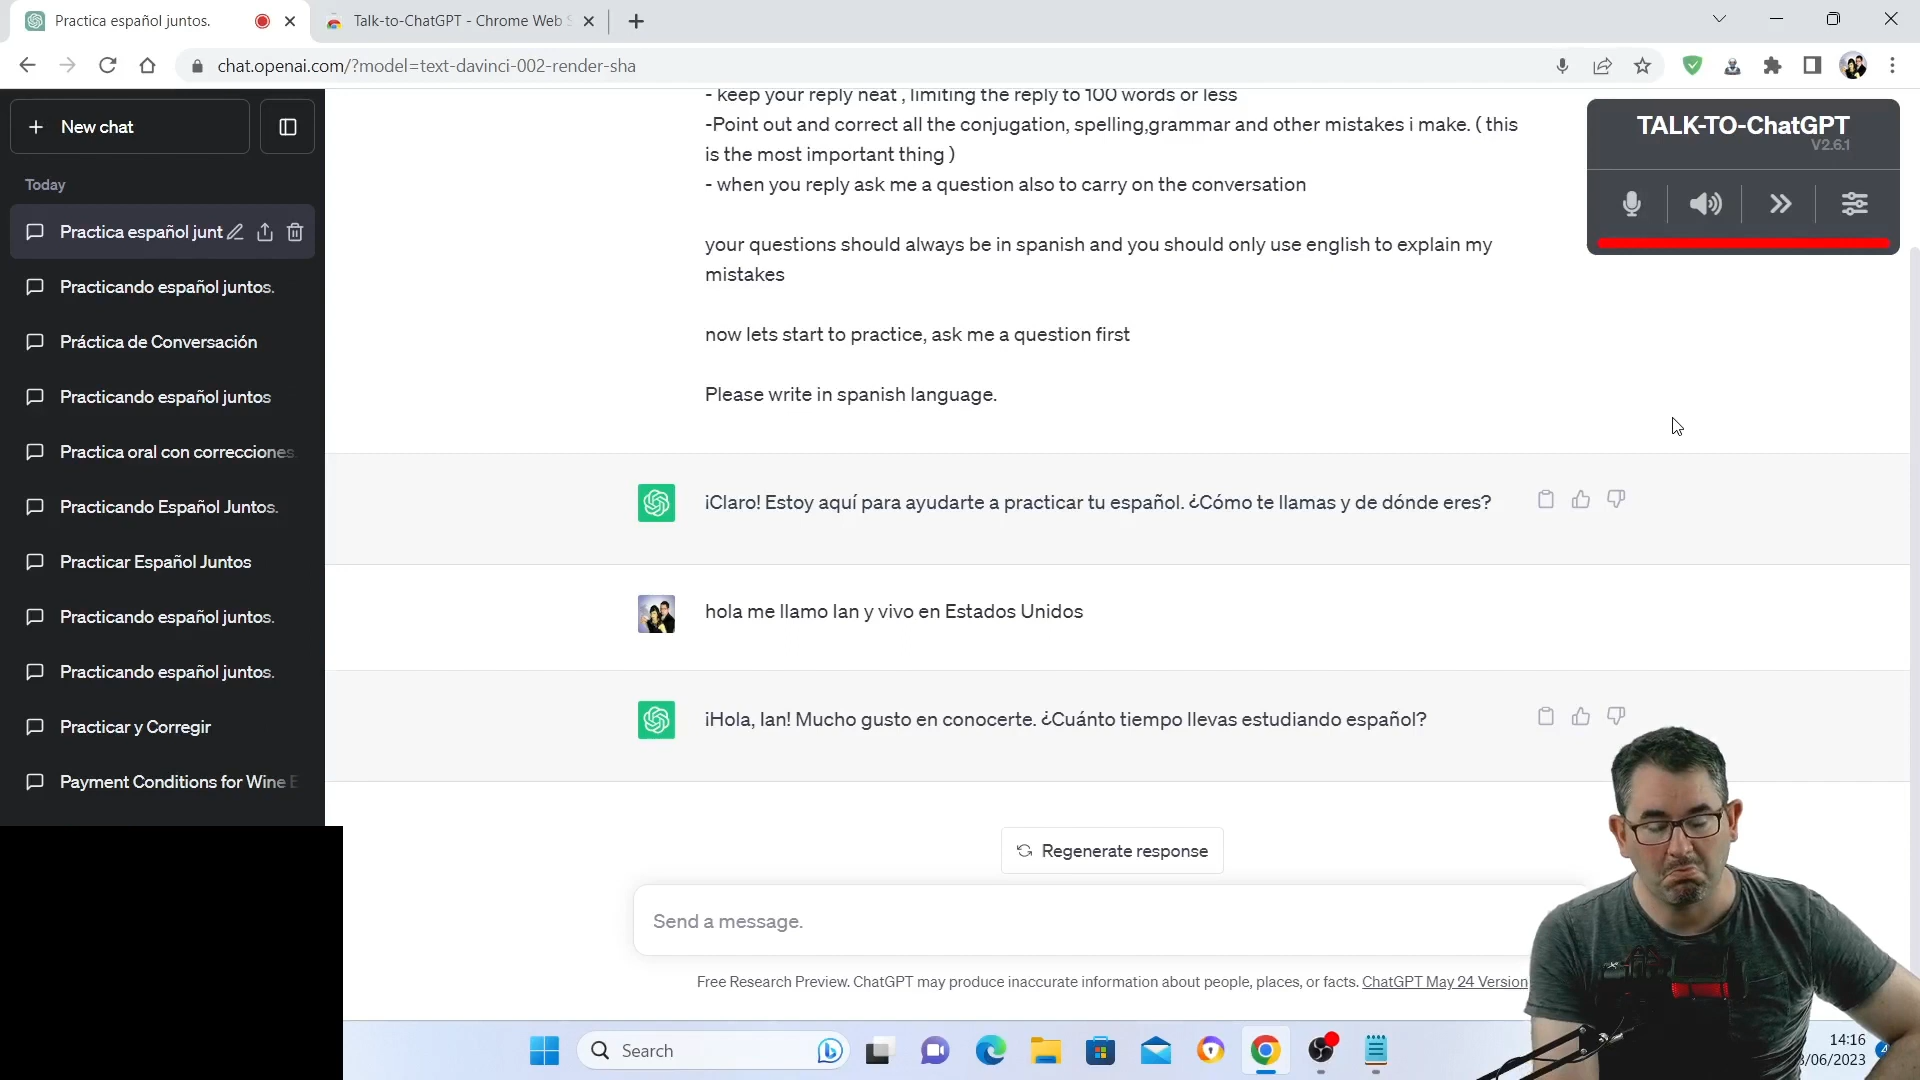 Practica español juntos.
Talk-to-ChatGPT - Chrome Web
chat.openai.com/?model=text-davinci-002-render-sha
New chat
Today
Practica español junt
Practicando español juntos.
Práctica de Conversación
Practicando español juntos
Practica oral con correcciones
Practicando Español Juntos.
Practicar Español Juntos
Practicando español juntos.
Practicando español juntos.
Practicar y Corregir
Payment Conditions for Wine E
- keep your reply neat , limiting the reply to 100 words or less
-Point out and correct all the conjugation, spelling,grammar and other mistakes i make. ( this
is the most important thing )
- when you reply ask me a question also to carry on the conversation
your questions should always be in spanish and you should only use english to explain my
mistakes
now lets start to practice, ask me a question first
Please write in spanish language.
¡Claro! Estoy aquí para ayudarte a practicar tu español. ¿Cómo te llamas y de dónde eres?
hola me llamo Ian y vivo en Estados Unidos
¡Hola, Ian! Mucho gusto en conocerte. ¿Cuánto tiempo llevas estudiando español?
TALK-TO-ChatGPT
V2.6.1
Regenerate response
Send a message.
Free Research Preview. ChatGPT may produce inaccurate information about people, places, or facts. ChatGPT May 24 Version
Search
14:16
/06/2023